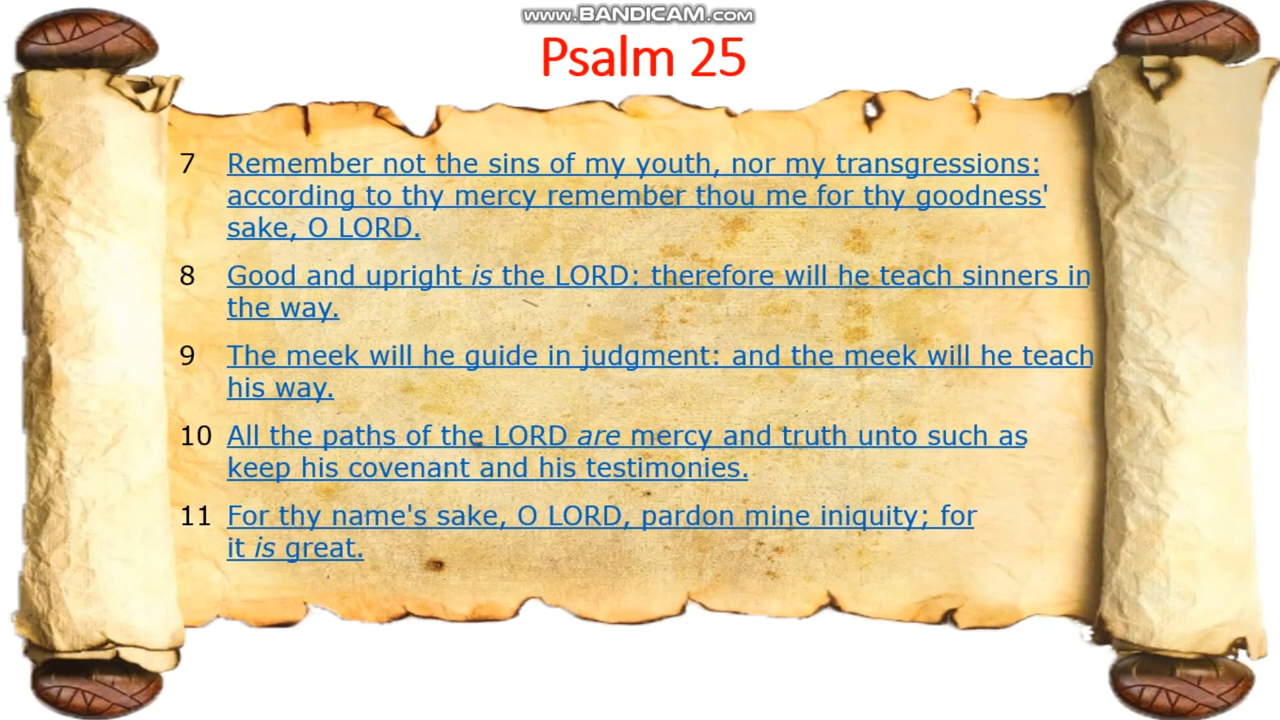 www.BANDICAM.com
Psalm 25
7 Remember not the sins of my youth, nor my transgressions:
according to thy mercy remember thou me for thy goodness'
sake, O LORD.
8 Good and upright is the LORD: therefore will he teach sinners in
the way.
9 The meek will he guide in judgment: and the meek will he teach
his way.
10 All the paths of the LORD are mercy and truth unto such as
keep his covenant and his testimonies.
11 For thy name's sake, O LORD, pardon mine iniquity; for
it is great.